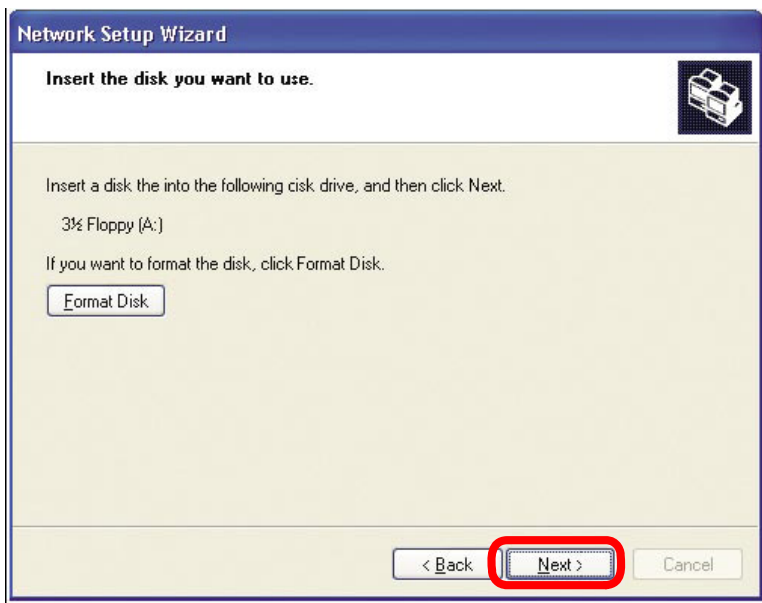 Network Setup Wizard
Insert the disk you want to use.
Insert a disk the into the following cisk drive, and then click Next.
3½ Floppy (A:)
If you want to format the disk, click Format Disk.
Format Disk
< Back Next > Cancel